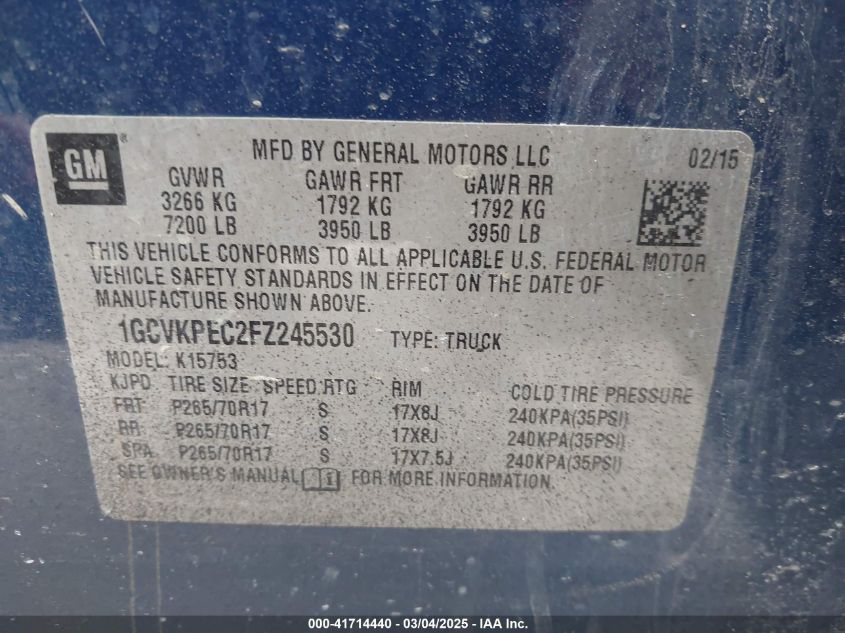 GM®
MFD BY GENERAL MOTORS LLC 02/15
GVWR GAWR FRT GAWR RR
3266 KG 1792 KG 1792 KG
7200 LB 3950 LB 3950 LB
THIS VEHICLE CONFORMS TO ALL APPLICABLE U.S. FEDERAL MOTOR
VEHICLE SAFETY STANDARDS IN EFFECT ON THE DATE OF
MANUFACTURE SHOWN ABOVE.
1GCVKPEC2FZ245530 TYPE: TRUCK
MODEL: K15753
KJPD TIRE SIZE SPEED RTG RIM COLD TIRE PRESSURE
FRT P265/70R17 S 17X8J 240KPA(35PSI)
RR P265/70R17 S 17X8J 240KPA(35PSI)
SPA P265/70R17 S 17X7.5J 240KPA(35PSI)
SEE OWNER'S MANUAL i FOR MORE INFORMATION.
000-41714440 - 03/04/2025 - IAA Inc.